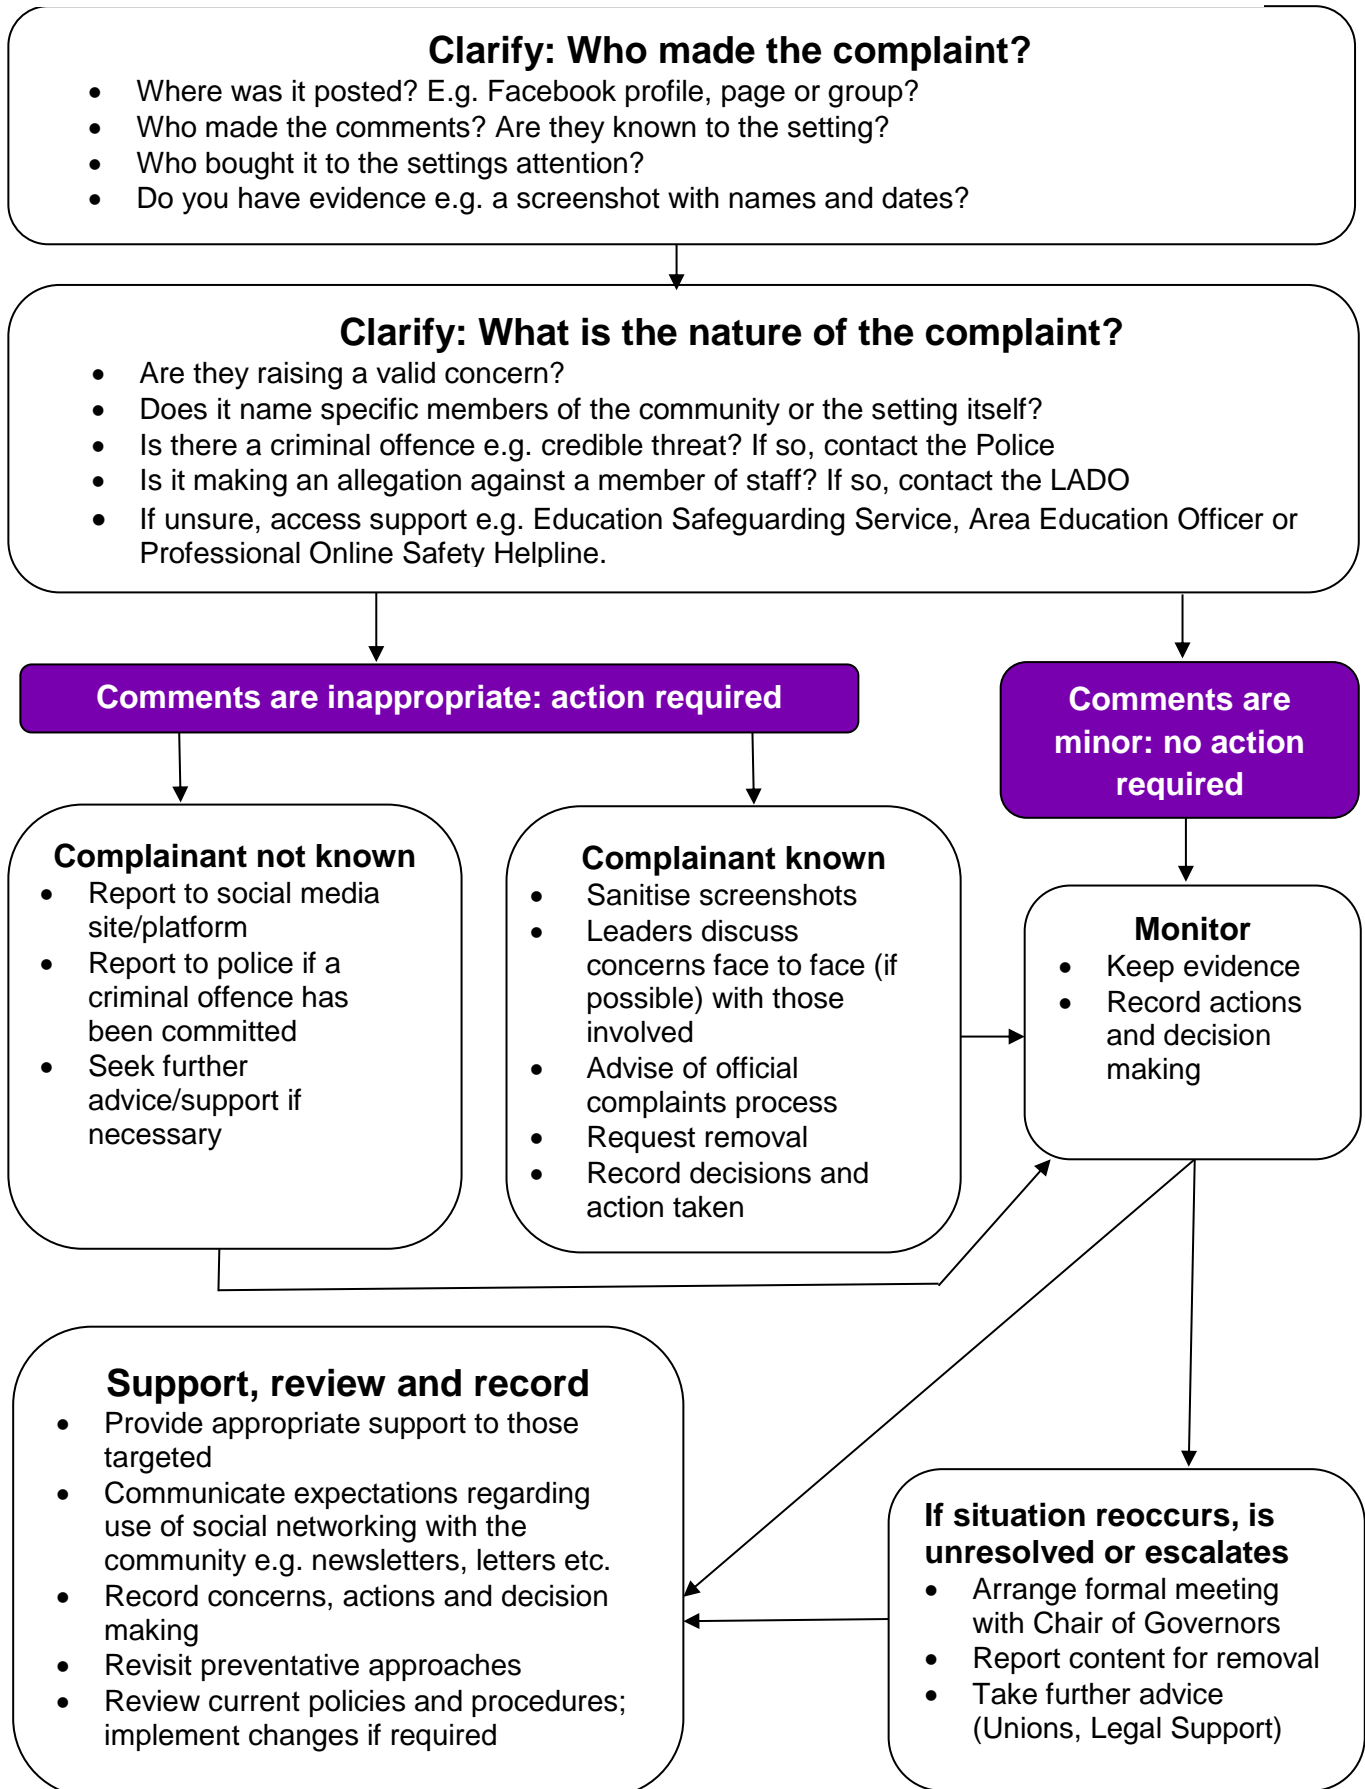 Clarify: Who made the complaint?
• Where was it posted? E.g. Facebook profile, page or group?
• Who made the comments? Are they known to the setting?
• Who bought it to the settings attention?
• Do you have evidence e.g. a screenshot with names and dates?
Clarify: What is the nature of the complaint?
• Are they raising a valid concern?
• Does it name specific members of the community or the setting itself?
• Is there a criminal offence e.g. credible threat? If so, contact the Police
• Is it making an allegation against a member of staff? If so, contact the LADO
• If unsure, access support e.g. Education Safeguarding Service, Area Education Officer or
Professional Online Safety Helpline.
Comments are inappropriate: action required
Comments are
minor: no action
required
Complainant not known
• Report to social media
site/platform
• Report to police if a
criminal offence has
been committed
• Seek further
advice/support if
necessary
Complainant known
• Sanitise screenshots
• Leaders discuss
concerns face to face (if
possible) with those
involved
• Advise of official
complaints process
• Request removal
• Record decisions and
action taken
Monitor
• Keep evidence
• Record actions
and decision
making
Support, review and record
• Provide appropriate support to those
targeted
• Communicate expectations regarding
use of social networking with the
community e.g. newsletters, letters etc.
• Record concerns, actions and decision
making
• Revisit preventative approaches
• Review current policies and procedures;
implement changes if required
If situation reoccurs, is
unresolved or escalates
• Arrange formal meeting
with Chair of Governors
• Report content for removal
• Take further advice
(Unions, Legal Support)